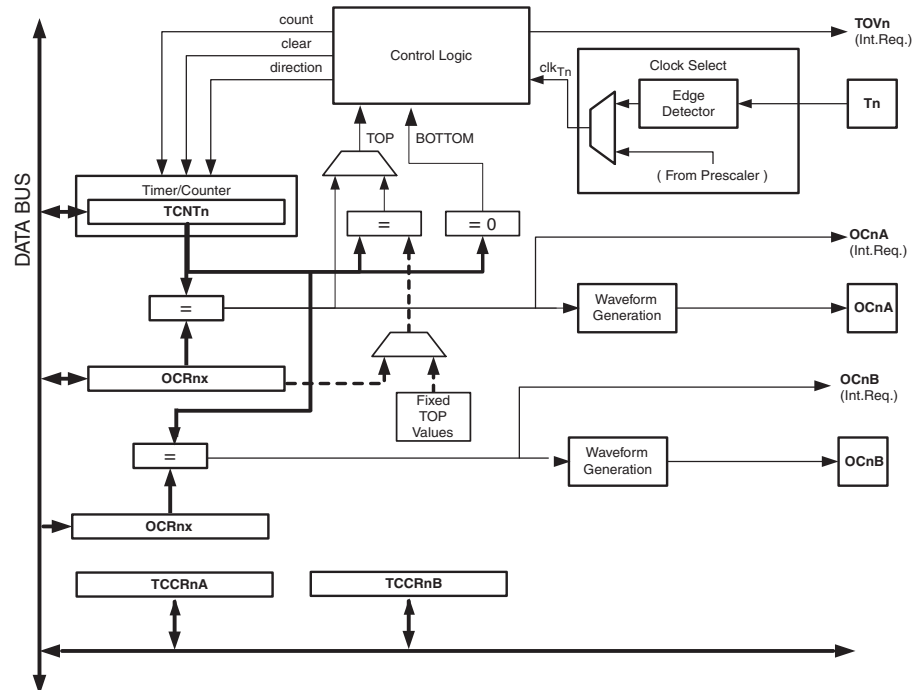 count
clear
direction
Control Logic
TOVn
(Int.Req.)
clkTn
Clock Select
Edge
Detector
Tn
( From Prescaler )
TOP
BOTTOM
Timer/Counter
TCNTn
DATA BUS
=
= 0
OCnA
(Int.Req.)
=
Waveform
Generation
OCnA
OCRnx
Fixed
TOP
Values
OCnB
(Int.Req.)
=
Waveform
Generation
OCnB
OCRnx
TCCRnA
TCCRnB